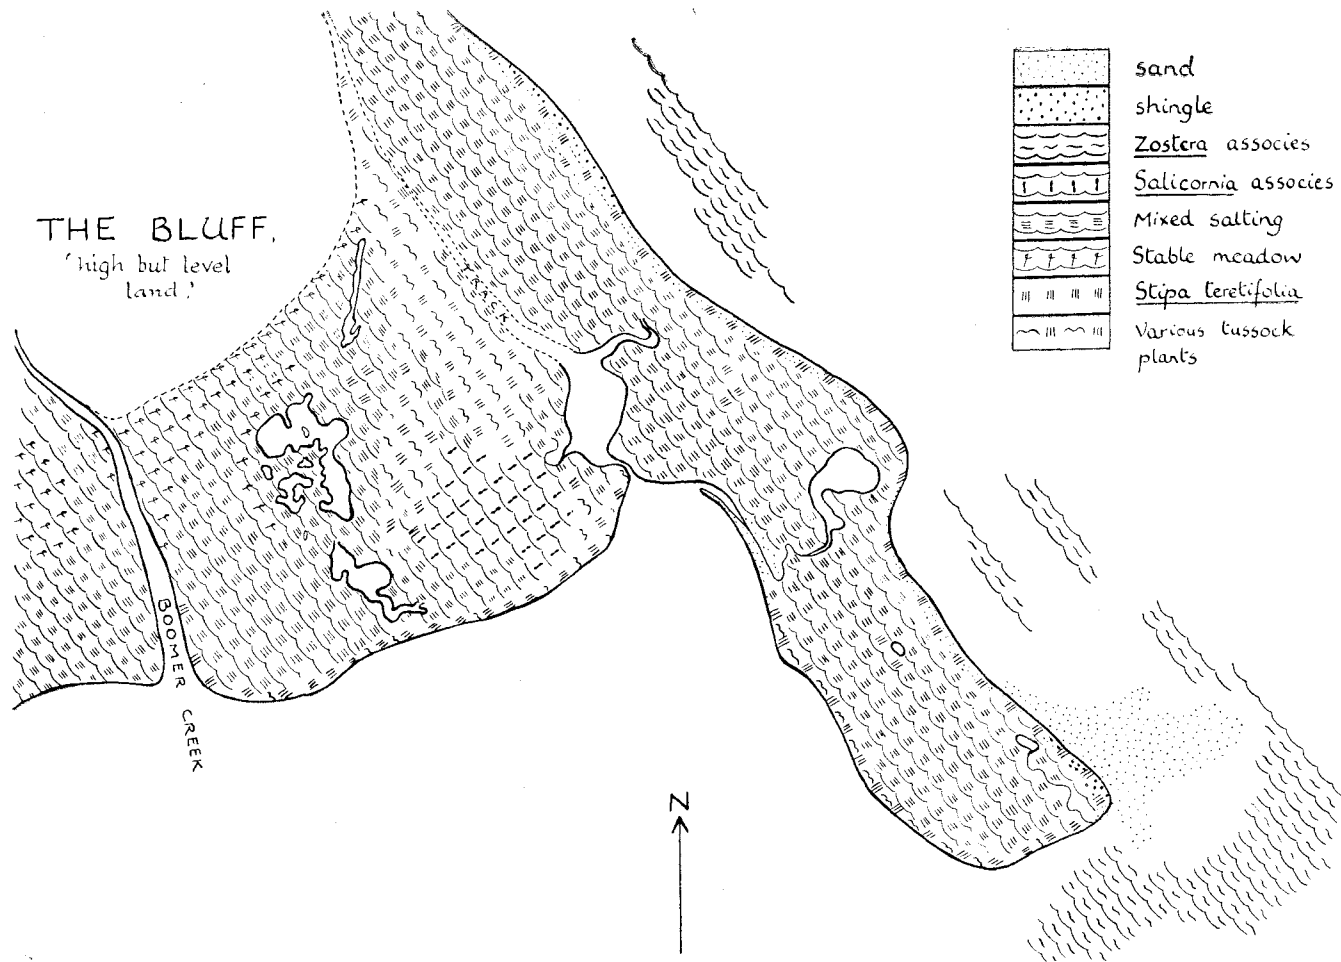 THE BLUFF.
'high but level
land.'
TRACK
BOOMER CREEK
N
sand
shingle
Zostera associes
Salicornia associes
Mixed salting
Stable meadow
Stipa teretifolia
Various tussock
plants